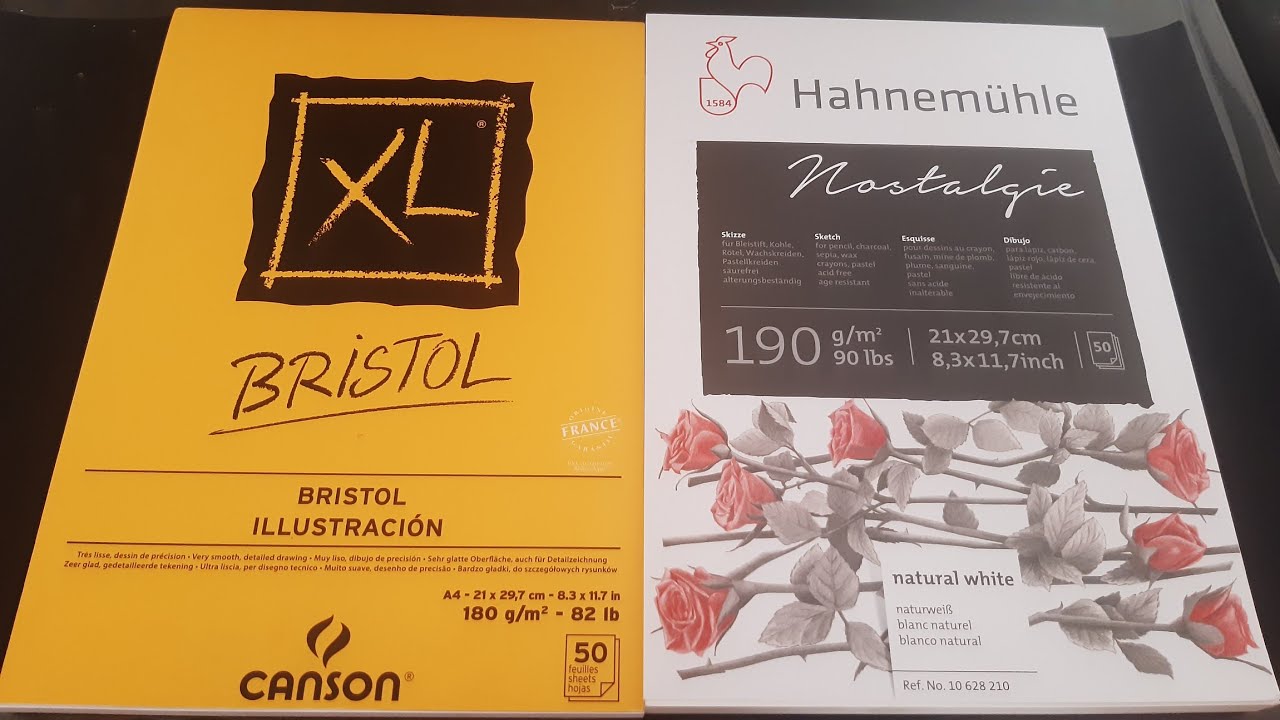 XL®
BRISTOL
FRANCE
BRISTOL
ILLUSTRACIÓN
Très lisse, dessin de précision • Very smooth, detailed drawing • Muy liso, dibujo de precisión • Sehr glatte Oberfläche, auch für Detailzeichnung
Zeer glad, gedetailleerde tekening • Ultra liscia, per disegno tecnico • Muito suave, desenho de precisão • Bardzo gładki, do szczegółowych rysunków
A4 - 21 x 29,7 cm - 8.3 x 11.7 in
180 g/m² - 82 lb
CANSON®
50
feuilles
sheets
hojas
1584
Hahnemühle
Nostalgie
Skizze
für Bleistift, Kohle,
Rötel, Wachskreiden,
Pastellkreiden
säurefrei
alterungsbeständig
Sketch
for pencil, charcoal,
sepia, wax
crayons, pastel
acid free
age resistant
Esquisse
pour dessins au crayon,
fusain, mine de plomb,
plume, sanguine,
pastel
sans acide
inaltérable
Dibujo
para lápiz, carbon,
lápiz rojo, lápiz de cera,
pastel
libre de acido
resistente al
envejecimiento
190 g/m²
90 lbs
21x29,7cm
8,3x11,7inch
50
natural white
naturweiß
blanc naturel
blanco natural
Ref. No. 10 628 210